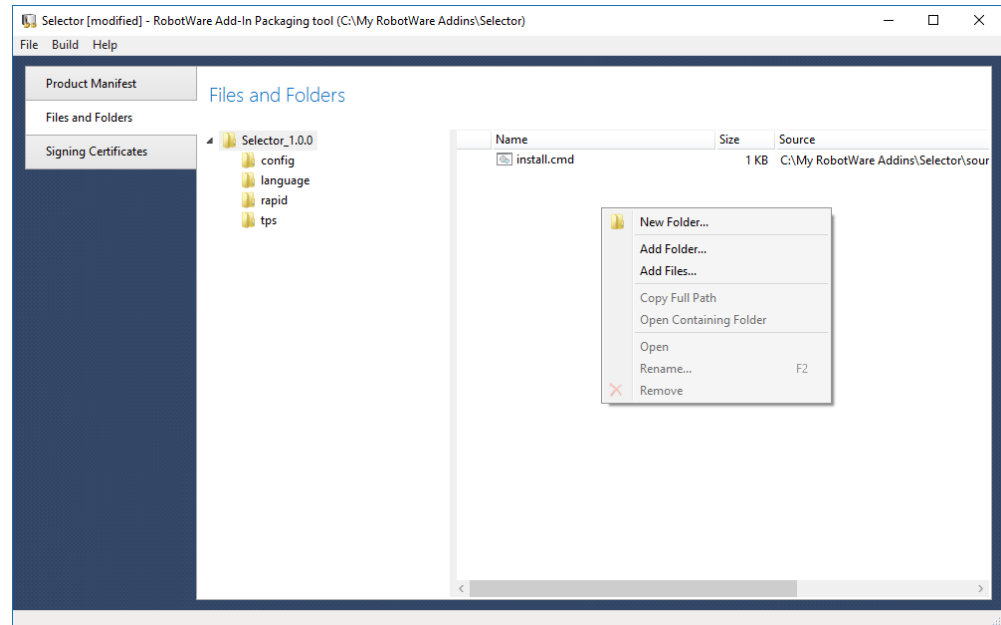 Selector [modified] - RobotWare Add-In Packaging tool (C:\My RobotWare Addins\Selector)
File Build Help
Product Manifest
Files and Folders
Signing Certificates
Files and Folders
Selector_1.0.0
config
language
rapid
tps
Name Size Source
install.cmd 1 KB C:\My RobotWare Addins\Selector\sour
New Folder...
Add Folder...
Add Files...
Copy Full Path
Open Containing Folder
Open
Rename... F2
Remove